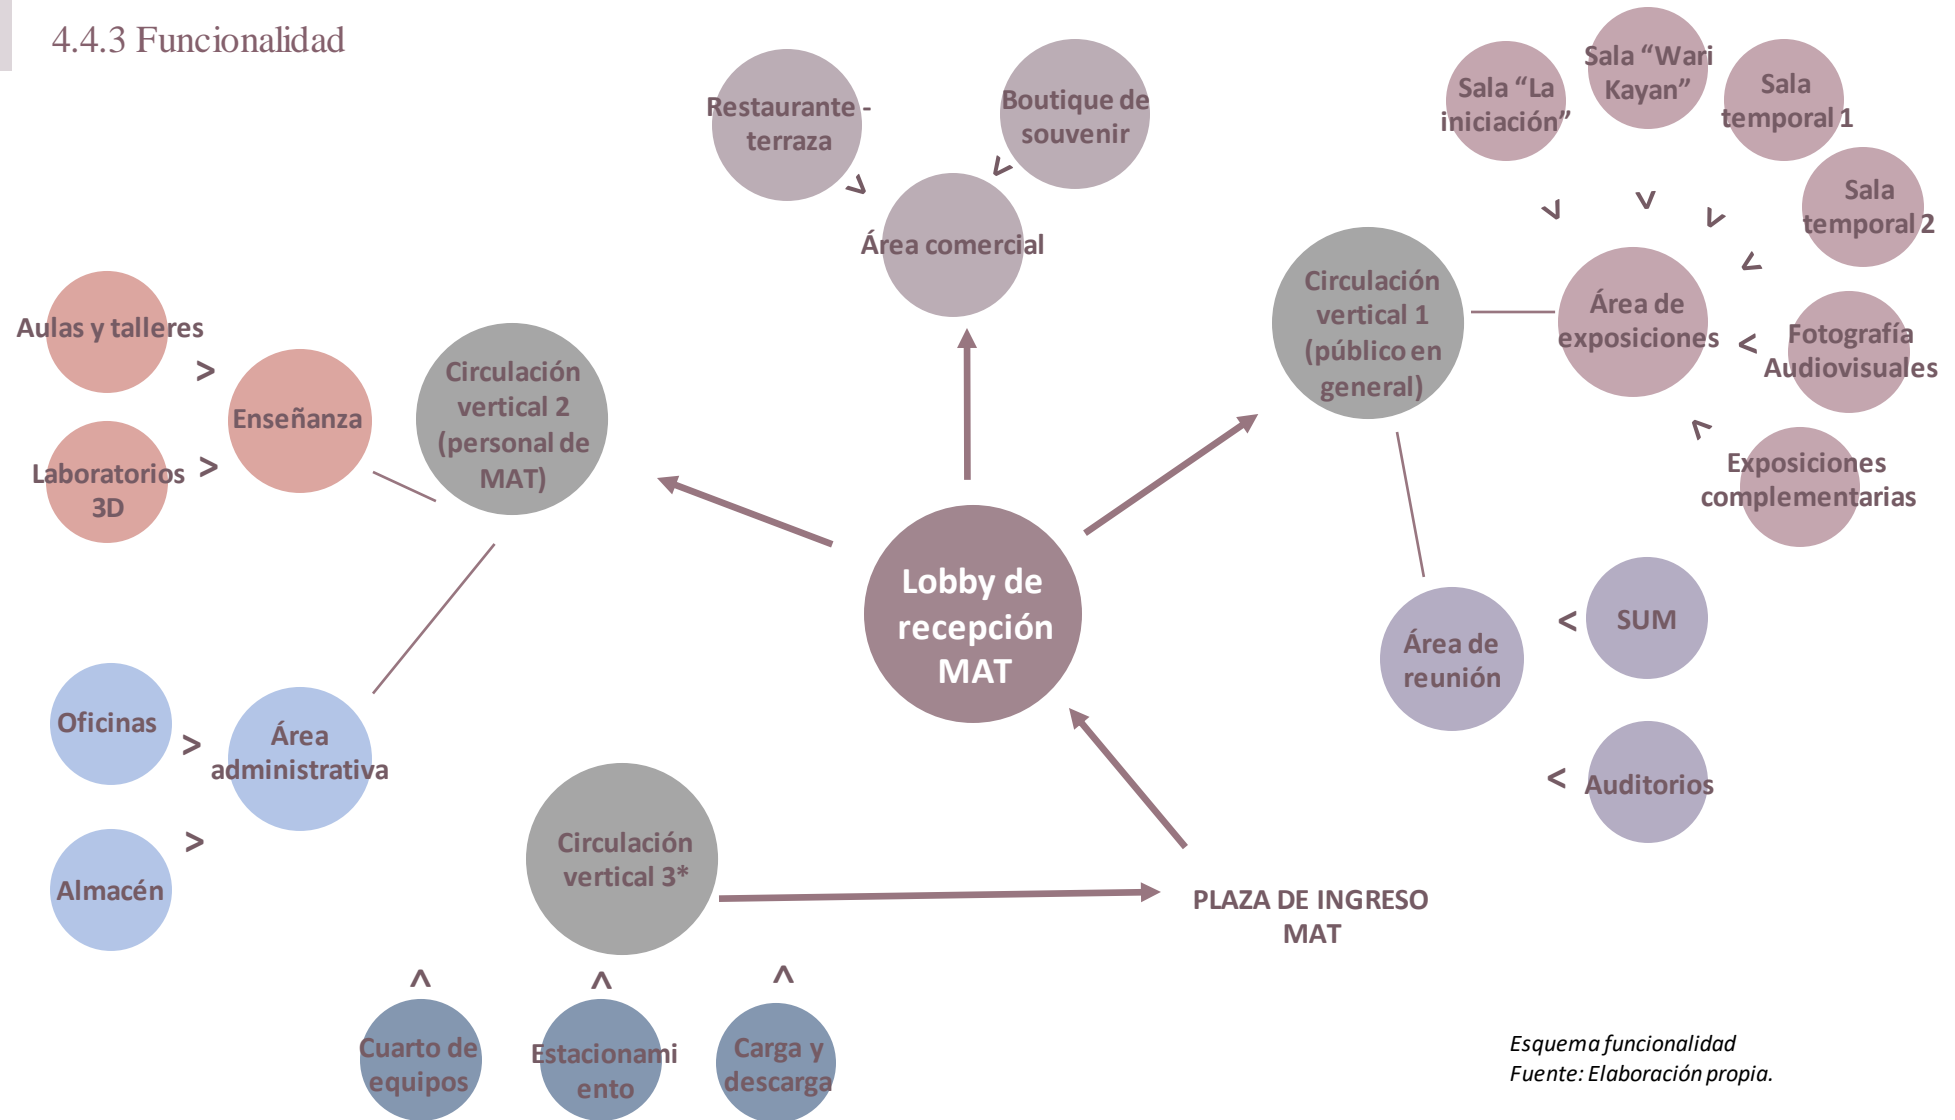 4.4.3 Funcionalidad
Restaurante -
terraza
Boutique de
souvenir
Área comercial
Sala “La
iniciación”
Sala “Wari
Kayan”
Sala
temporal 1
Sala
temporal 2
Fotografía
Audiovisuales
Exposiciones
complementarias
Área de
exposiciones
Circulación
vertical 1
(público en
general)
Aulas y talleres
Laboratorios
3D
Enseñanza
Circulación
vertical 2
(personal de
MAT)
Lobby de
recepción
MAT
Área de
reunión
SUM
Auditorios
Oficinas
Almacén
Área
administrativa
Circulación
vertical 3*
PLAZA DE INGRESO
MAT
Cuarto de
equipos
Estacionami
ento
Carga y
descarga
Esquema funcionalidad
Fuente: Elaboración propia.